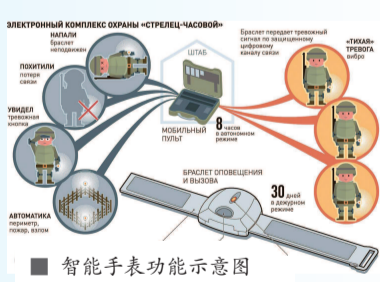 ЭЛЕКТРОННЫЙ КОМПЛЕКС ОХРАНЫ «СТРЕЛЕЦ-ЧАСОВОЙ»
НАПАЛИ
браслет
неподвижен
ПОХИТИЛИ
потеря
связи
УВИДЕЛ
тревожная
кнопка
АВТОМАТИКА
периметр,
пожар, взлом
ШТАБ
МОБИЛЬНЫЙ
ПУЛЬТ
8 часов
в автономном
режиме
Браслет передает тревожный
сигнал по защищенному
цифровому
каналу связи
«ТИХАЯ»
ТРЕВОГА
вибро
БРАСЛЕТ ОПОВЕЩЕНИЯ
И ВЫЗОВА
30 дней
в дежурном
режиме
智能手表功能示意图